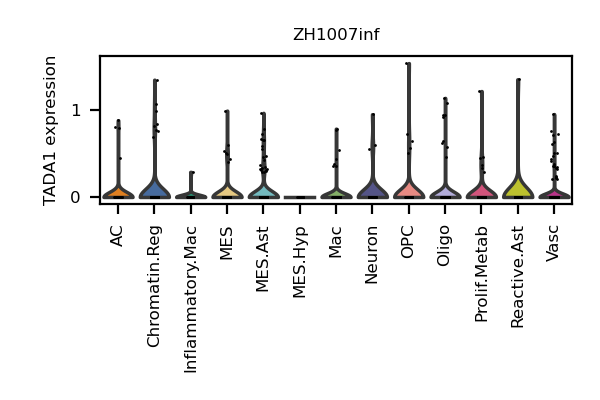 ZH1007inf
TADA1 expression
1
0
AC
Chromatin.Reg
Inflammatory.Mac
MES
MES.Ast
MES.Hyp
Mac
Neuron
OPC
Oligo
Prolif.Metab
Reactive.Ast
Vasc